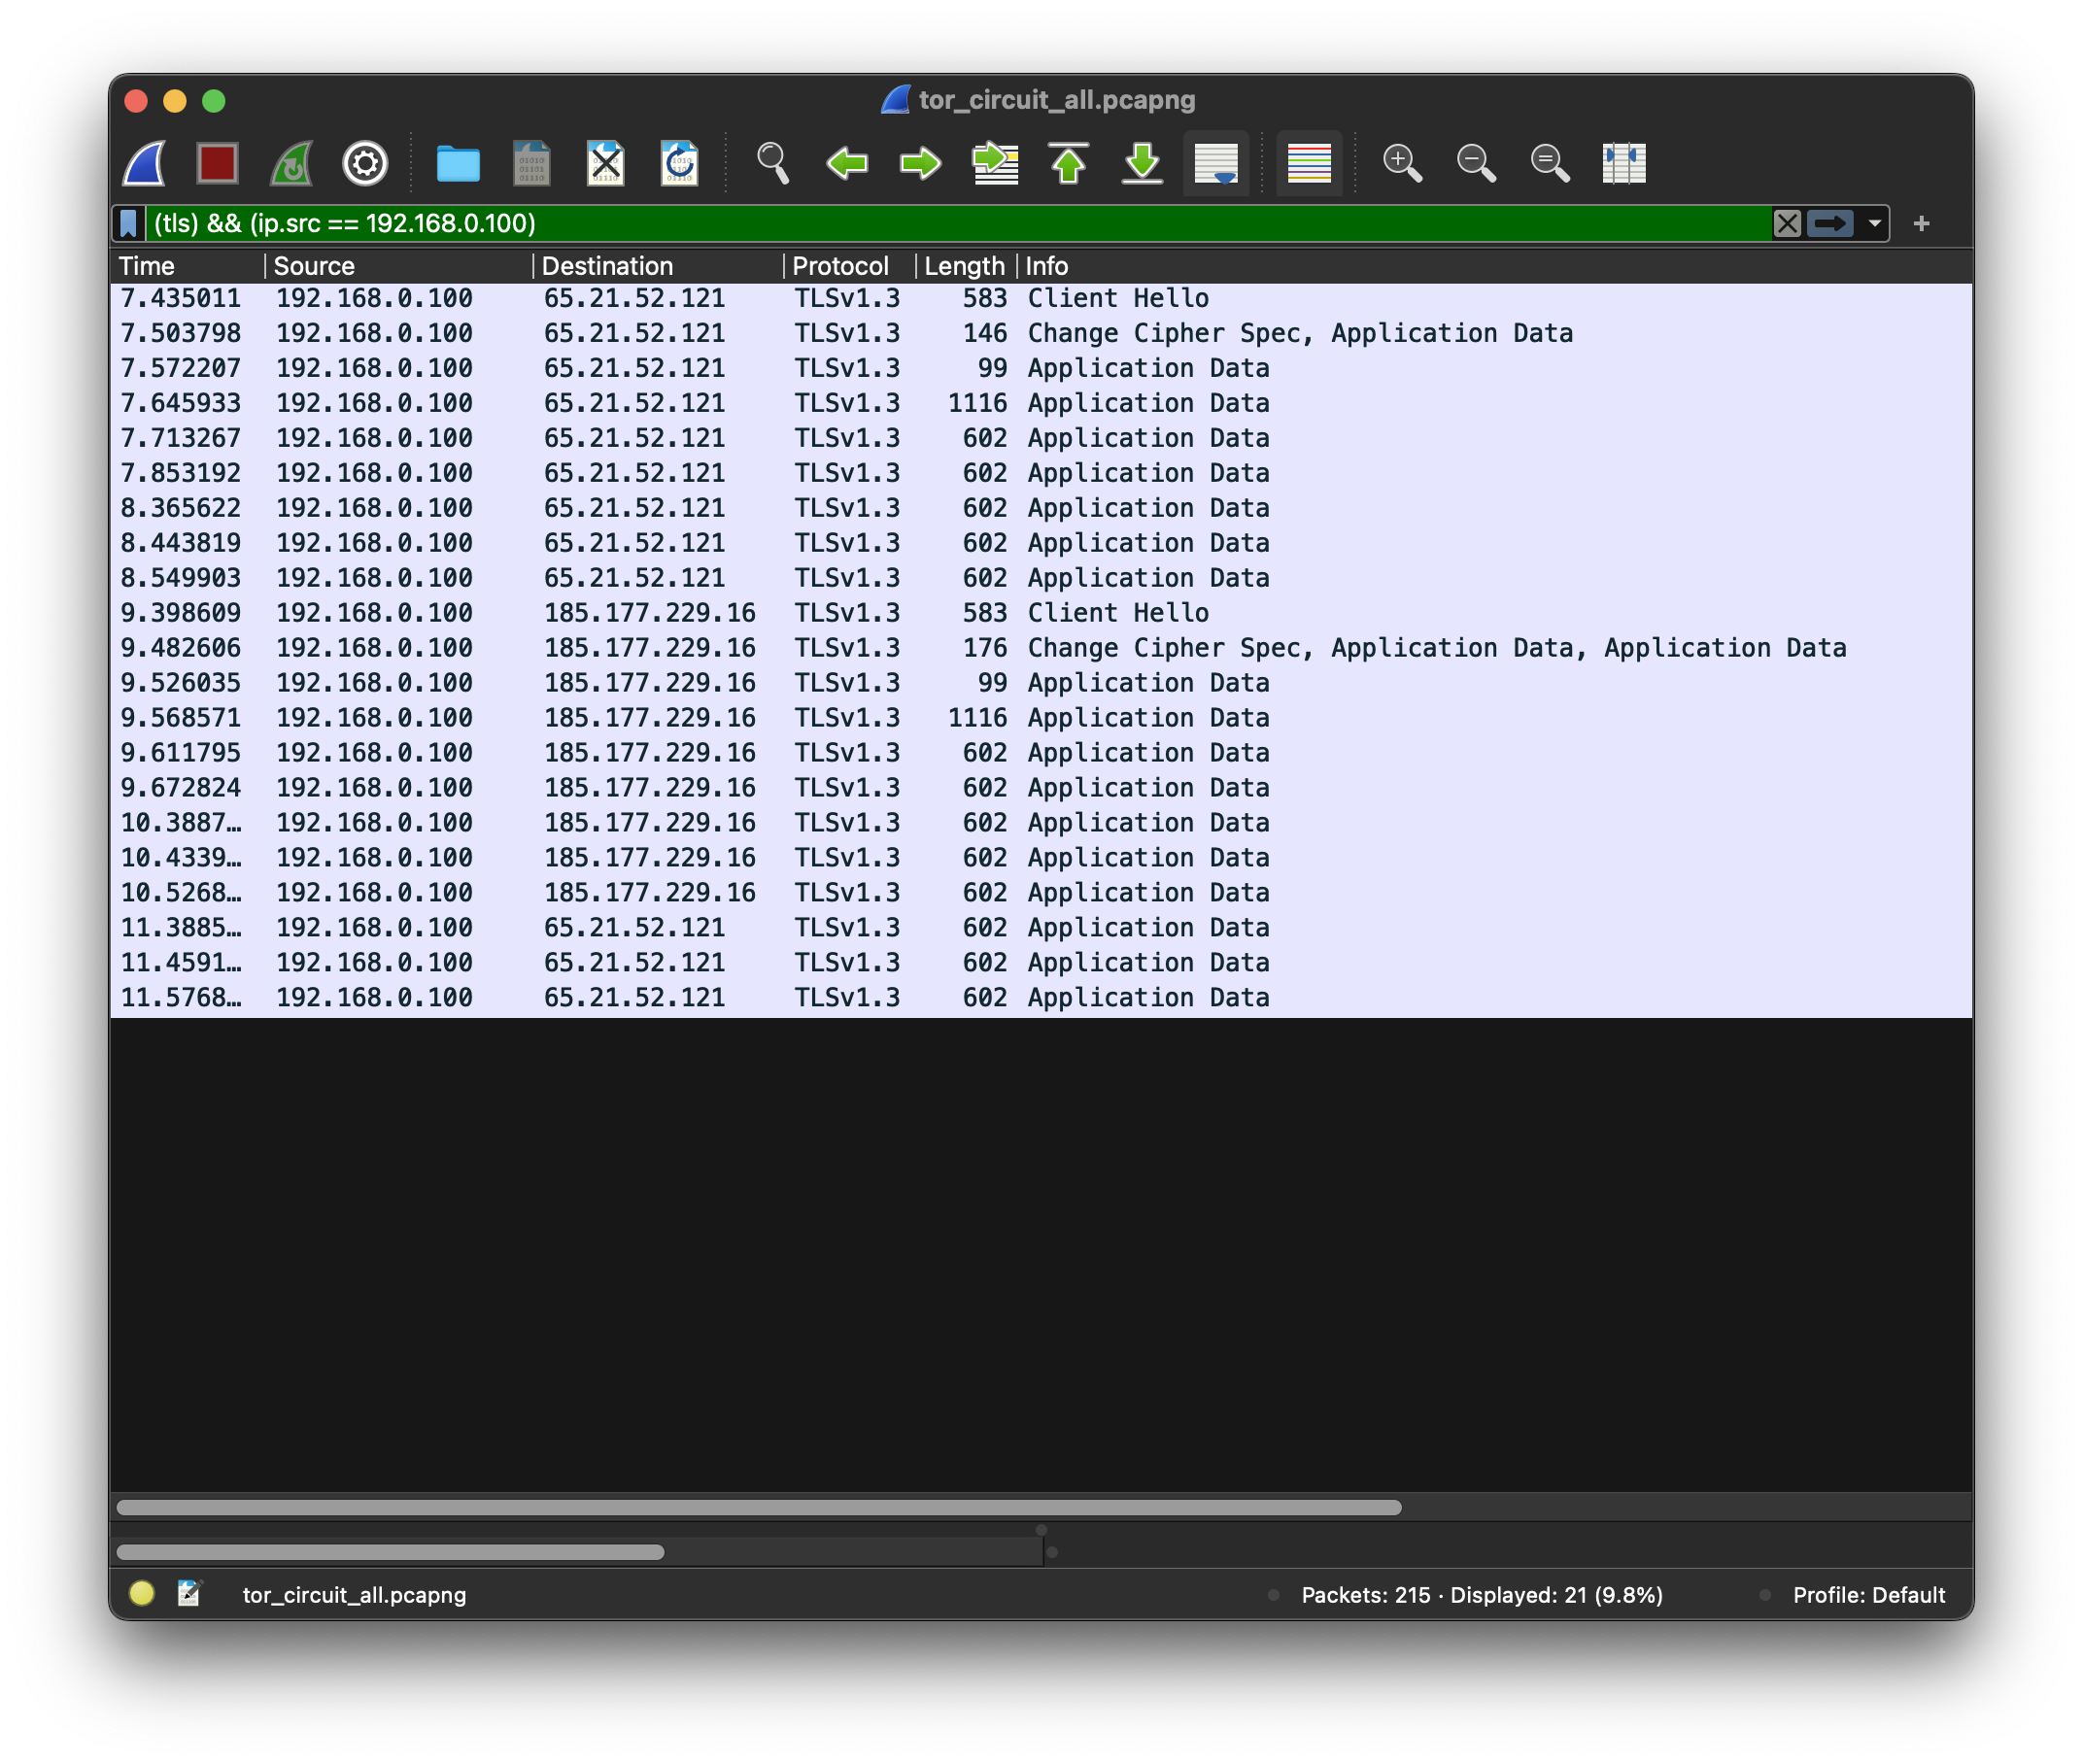 tor_circuit_all.pcapng
(tls) && (ip.src == 192.168.0.100)
Time Source Destination Protocol Length Info
7.435011 192.168.0.100 65.21.52.121 TLSv1.3 583 Client Hello
7.503798 192.168.0.100 65.21.52.121 TLSv1.3 146 Change Cipher Spec, Application Data
7.572207 192.168.0.100 65.21.52.121 TLSv1.3 99 Application Data
7.645933 192.168.0.100 65.21.52.121 TLSv1.3 1116 Application Data
7.713267 192.168.0.100 65.21.52.121 TLSv1.3 602 Application Data
7.853192 192.168.0.100 65.21.52.121 TLSv1.3 602 Application Data
8.365622 192.168.0.100 65.21.52.121 TLSv1.3 602 Application Data
8.443819 192.168.0.100 65.21.52.121 TLSv1.3 602 Application Data
8.549903 192.168.0.100 65.21.52.121 TLSv1.3 602 Application Data
9.398609 192.168.0.100 185.177.229.16 TLSv1.3 583 Client Hello
9.482606 192.168.0.100 185.177.229.16 TLSv1.3 176 Change Cipher Spec, Application Data, Application Data
9.526035 192.168.0.100 185.177.229.16 TLSv1.3 99 Application Data
9.568571 192.168.0.100 185.177.229.16 TLSv1.3 1116 Application Data
9.611795 192.168.0.100 185.177.229.16 TLSv1.3 602 Application Data
9.672824 192.168.0.100 185.177.229.16 TLSv1.3 602 Application Data
10.3887… 192.168.0.100 185.177.229.16 TLSv1.3 602 Application Data
10.4339… 192.168.0.100 185.177.229.16 TLSv1.3 602 Application Data
10.5268… 192.168.0.100 185.177.229.16 TLSv1.3 602 Application Data
11.3885… 192.168.0.100 65.21.52.121 TLSv1.3 602 Application Data
11.4591… 192.168.0.100 65.21.52.121 TLSv1.3 602 Application Data
11.5768… 192.168.0.100 65.21.52.121 TLSv1.3 602 Application Data
tor_circuit_all.pcapng Packets: 215 · Displayed: 21 (9.8%) Profile: Default